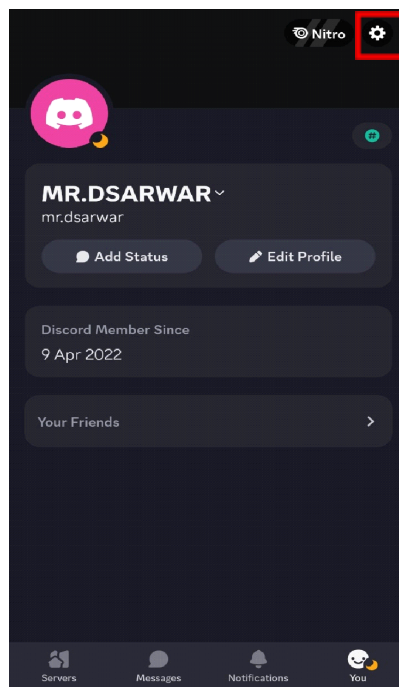 Nitro
MR.DSARWAR
mr.dsarwar
Add Status
Edit Profile
Discord Member Since
9 Apr 2022
Your Friends
Servers
Messages
Notifications
You